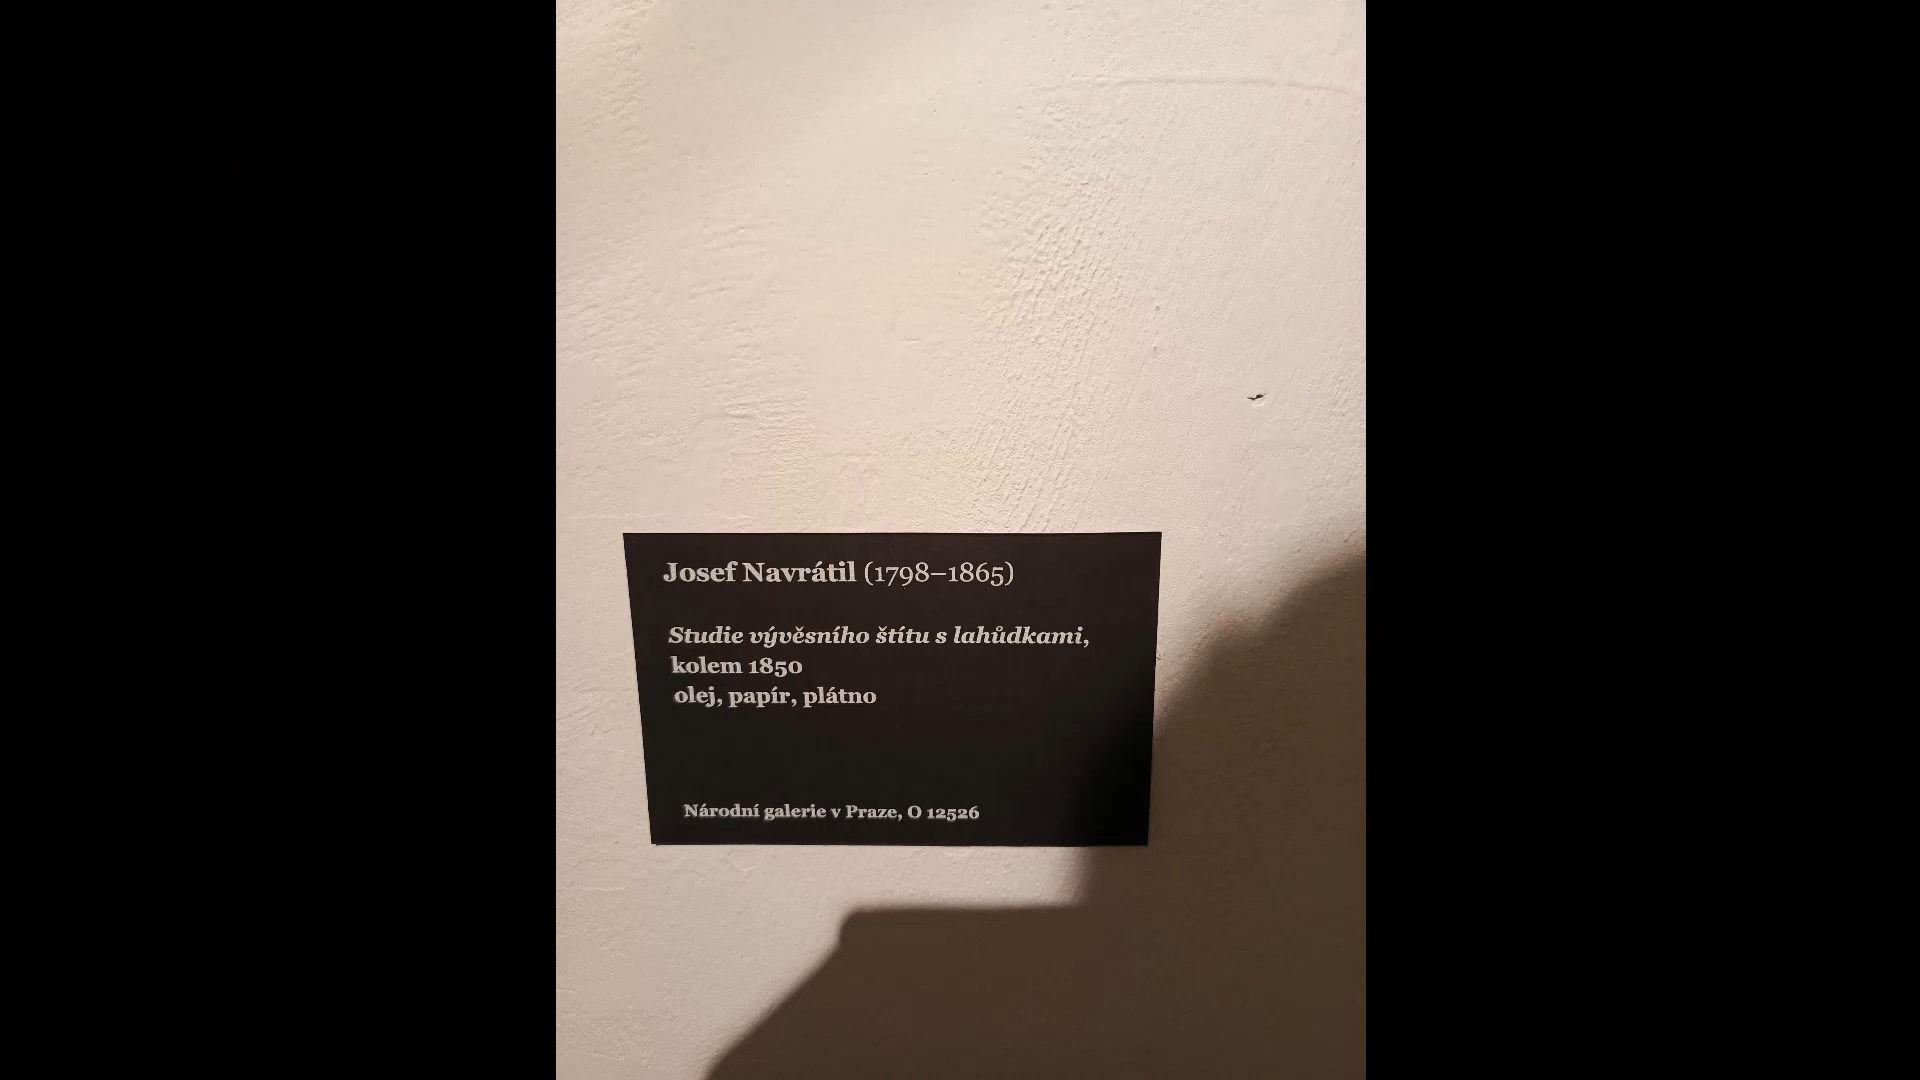 Josef Navrátil (1798–1865)
Studie vývěsního štítu s lahůdkami,
kolem 1850
olej, papír, plátno
Národní galerie v Praze, O 12526